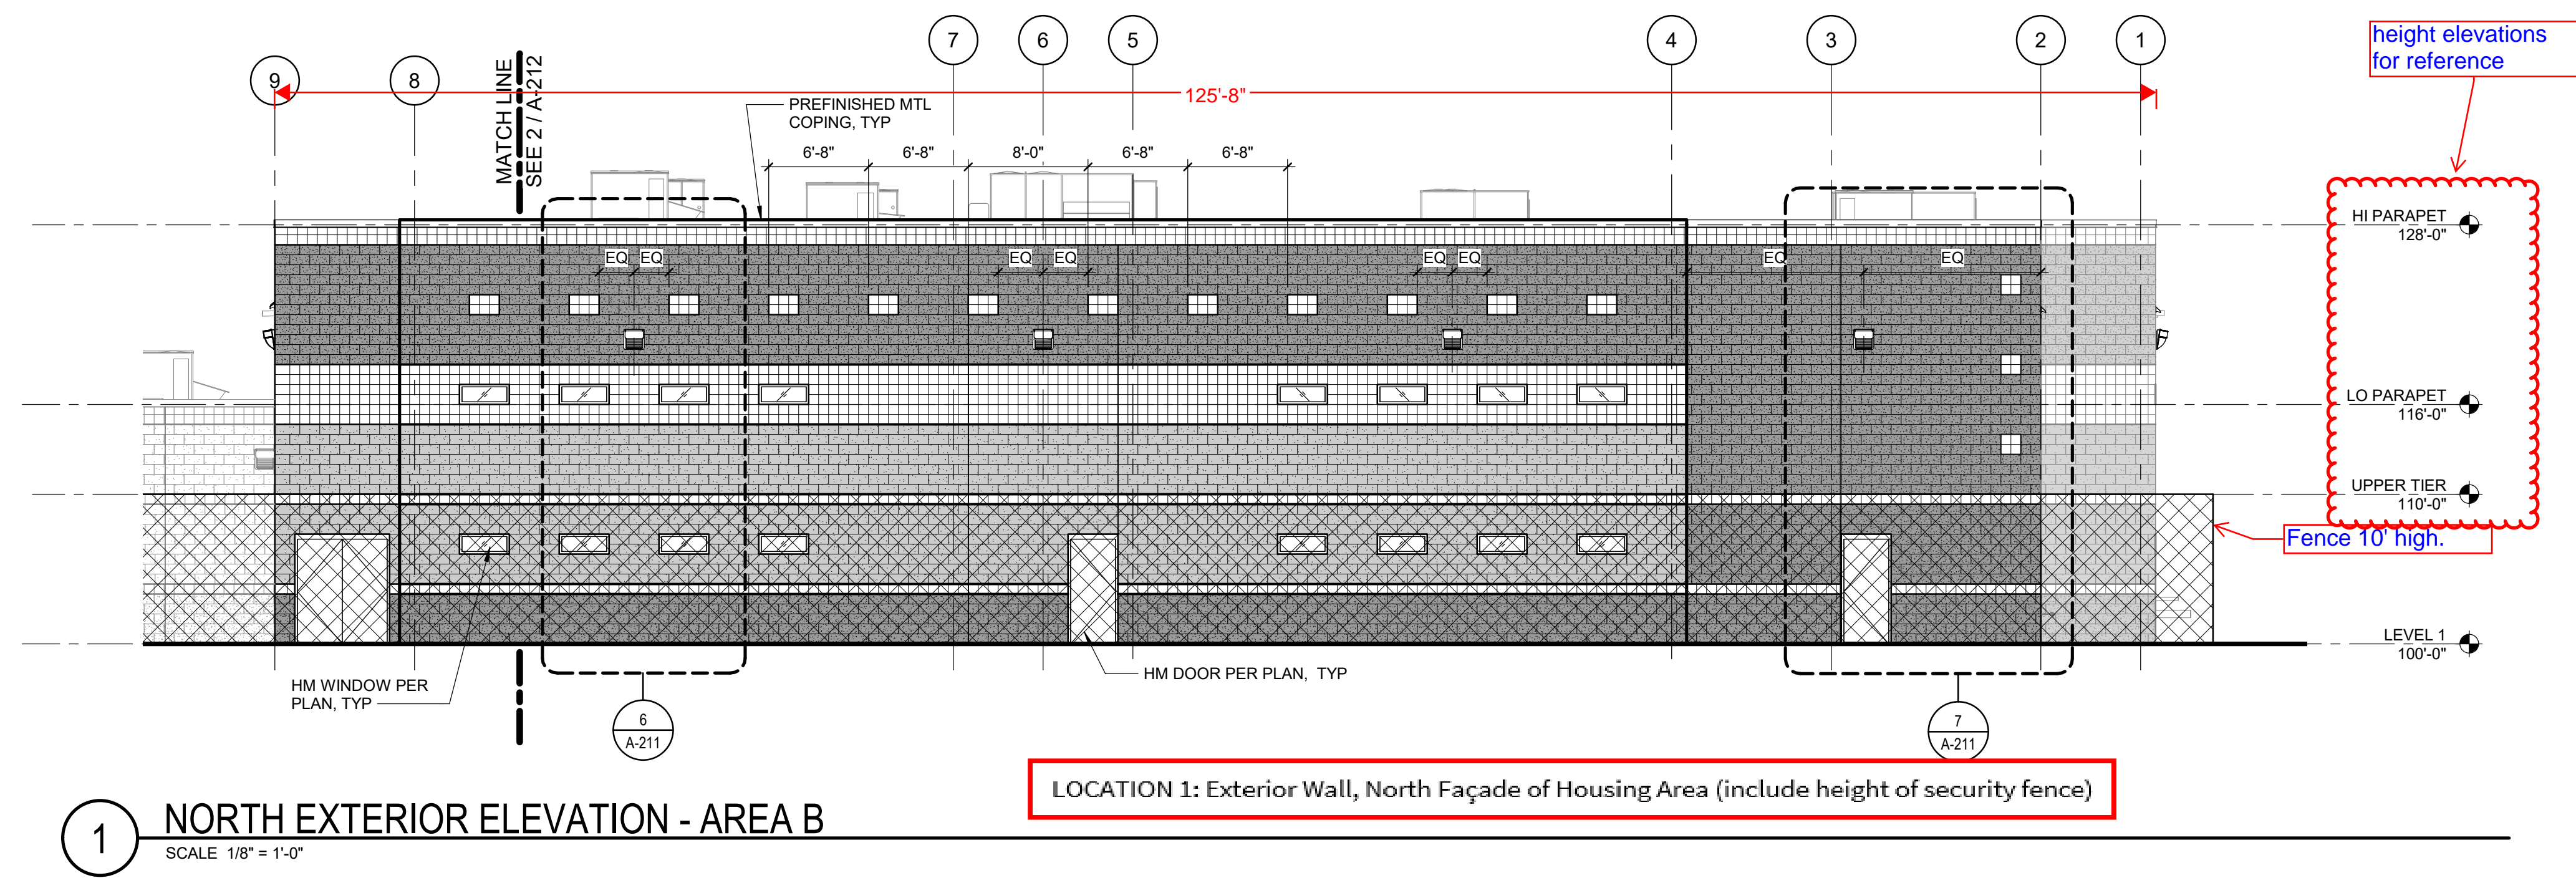 9
8
7
6
5
4
3
2
1
height elevations
for reference
MATCH LINE
SEE 2 / A-212
125'-8"
PREFINISHED MTL
COPING, TYP
6'-8"
6'-8"
8'-0"
6'-8"
6'-8"
HI PARAPET
128'-0"
EQ
EQ
EQ
EQ
EQ
EQ
EQ
EQ
LO PARAPET
116'-0"
UPPER TIER
110'-0"
Fence 10' high.
LEVEL 1
100'-0"
HM WINDOW PER
PLAN, TYP
HM DOOR PER PLAN, TYP
6
A-211
7
A-211
LOCATION 1: Exterior Wall, North Façade of Housing Area (include height of security fence)
1
NORTH EXTERIOR ELEVATION - AREA B
SCALE 1/8" = 1'-0"